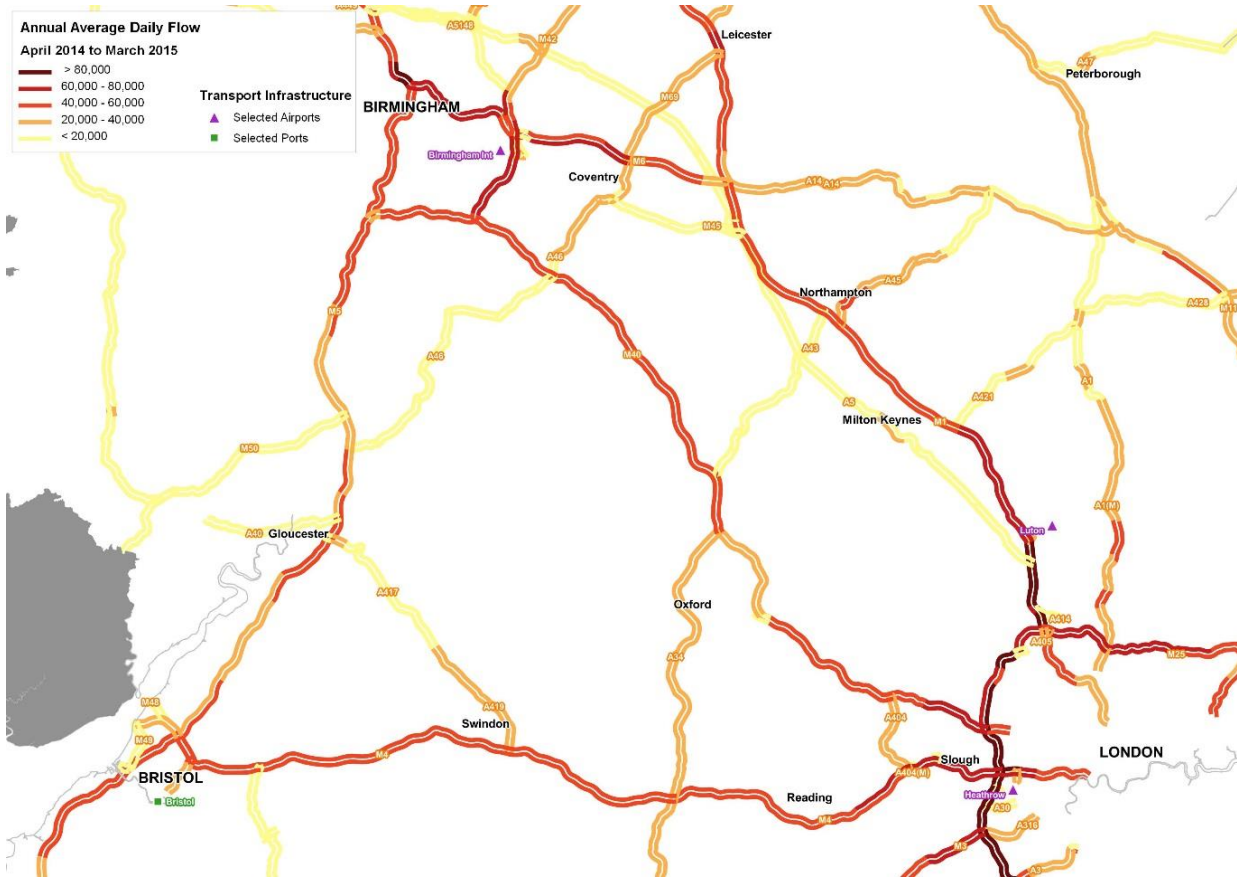 Annual Average Daily Flow
April 2014 to March 2015
> 80,000
60,000 - 80,000
40,000 - 60,000
20,000 - 40,000
< 20,000
Transport Infrastructure
Selected Airports
Selected Ports
A5148
M42
Leicester
A47
Peterborough
BIRMINGHAM
M69
Birmingham Int
M6
Coventry
A14
A14
M45
A46
A45
Northampton
A428
M11
M5
M40
A43
A46
A1
A421
A5
Milton Keynes
M1
M50
A1(M)
Luton
A40
Gloucester
A417
Oxford
A414
A405
M25
A34
M48
A419
Swindon
A404
M49
M4
BRISTOL
Slough
LONDON
A404(M)
Bristol
Reading
Heathrow
M4
A30
A316
M3
A3